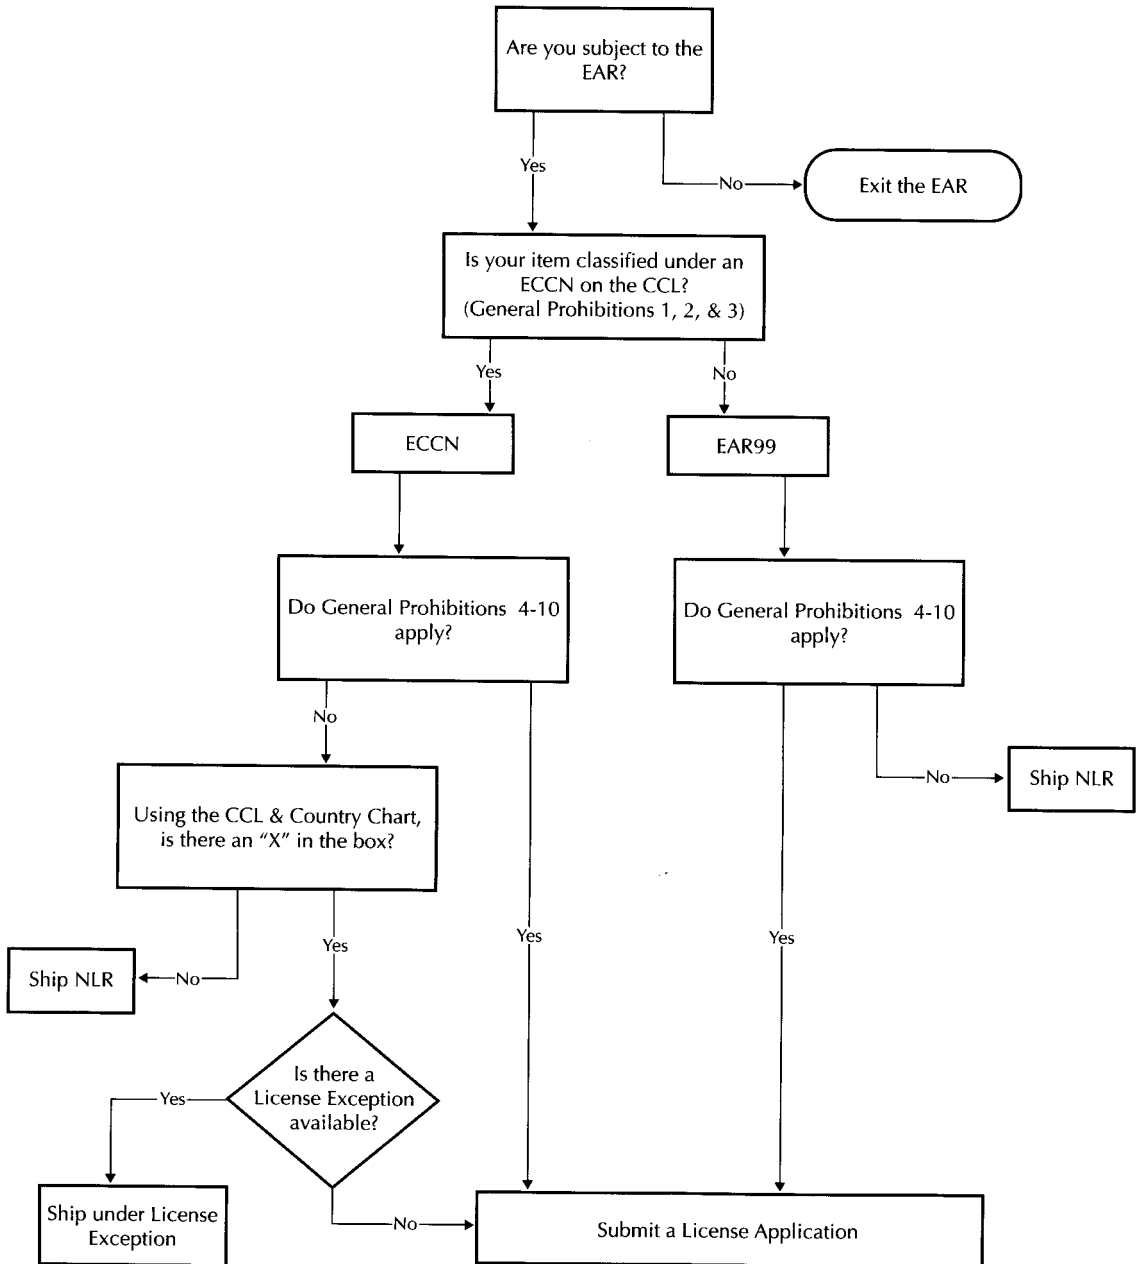 Are you subject to the
EAR?
Yes
No
Exit the EAR
Is your item classified under an
ECCN on the CCL?
(General Prohibitions 1, 2, & 3)
Yes
No
ECCN
EAR99
Do General Prohibitions 4-10
apply?
Do General Prohibitions 4-10
apply?
No
No
Ship NLR
Using the CCL & Country Chart,
is there an “X” in the box?
Yes
Yes
Yes
Ship NLR
No
Is there a
License Exception
available?
Yes
Ship under License
Exception
No
Submit a License Application